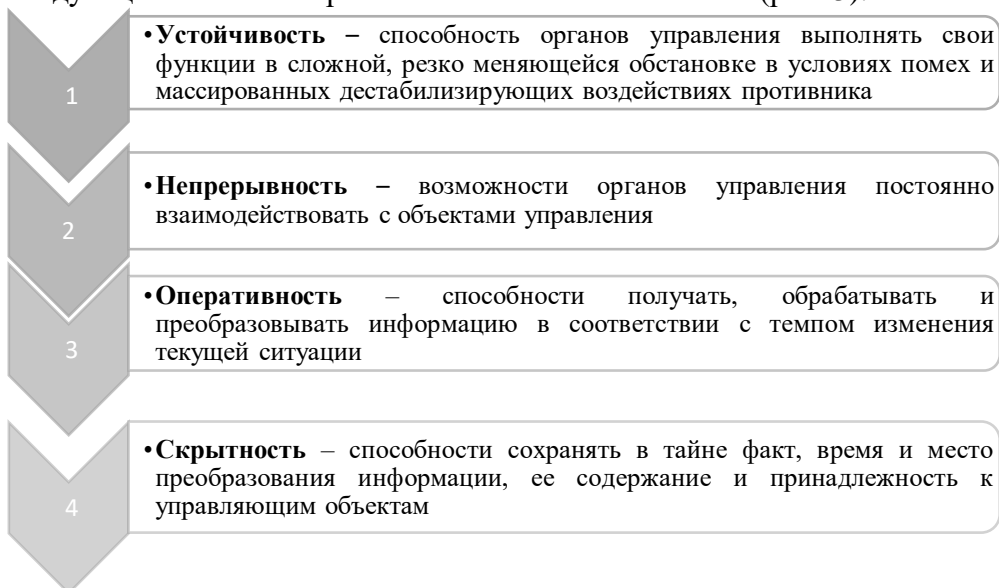 1
•Устойчивость – способность органов управления выполнять свои
функции в сложной, резко меняющейся обстановке в условиях помех и
массированных дестабилизирующих воздействиях противника
2
•Непрерывность – возможности органов управления постоянно
взаимодействовать с объектами управления
3
•Оперативность – способности получать, обрабатывать и
преобразовывать информацию в соответствии с темпом изменения
текущей ситуации
4
•Скрытность – способности сохранять в тайне факт, время и место
преобразования информации, ее содержание и принадлежность к
управляющим объектам